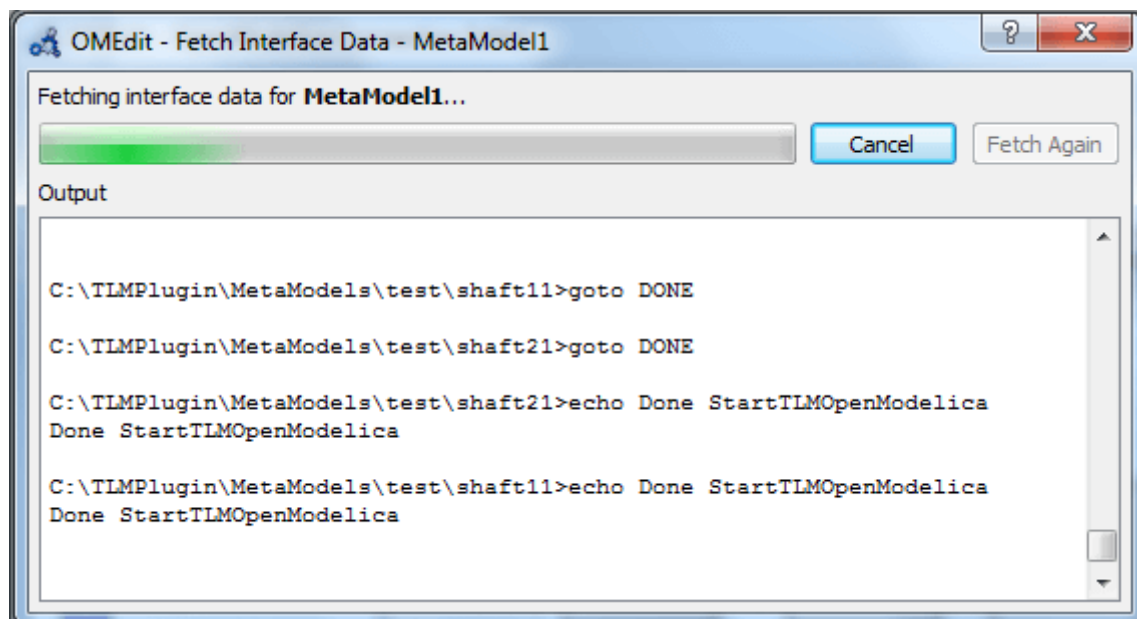 OMEdit - Fetch Interface Data - MetaModel1
Fetching interface data for MetaModel1...
Cancel
Fetch Again
Output
C:\TLMPlugin\MetaModels\test\shaft11>goto DONE
C:\TLMPlugin\MetaModels\test\shaft21>goto DONE
C:\TLMPlugin\MetaModels\test\shaft21>echo Done StartTLMOpenModelica
Done StartTLMOpenModelica
C:\TLMPlugin\MetaModels\test\shaft11>echo Done StartTLMOpenModelica
Done StartTLMOpenModelica